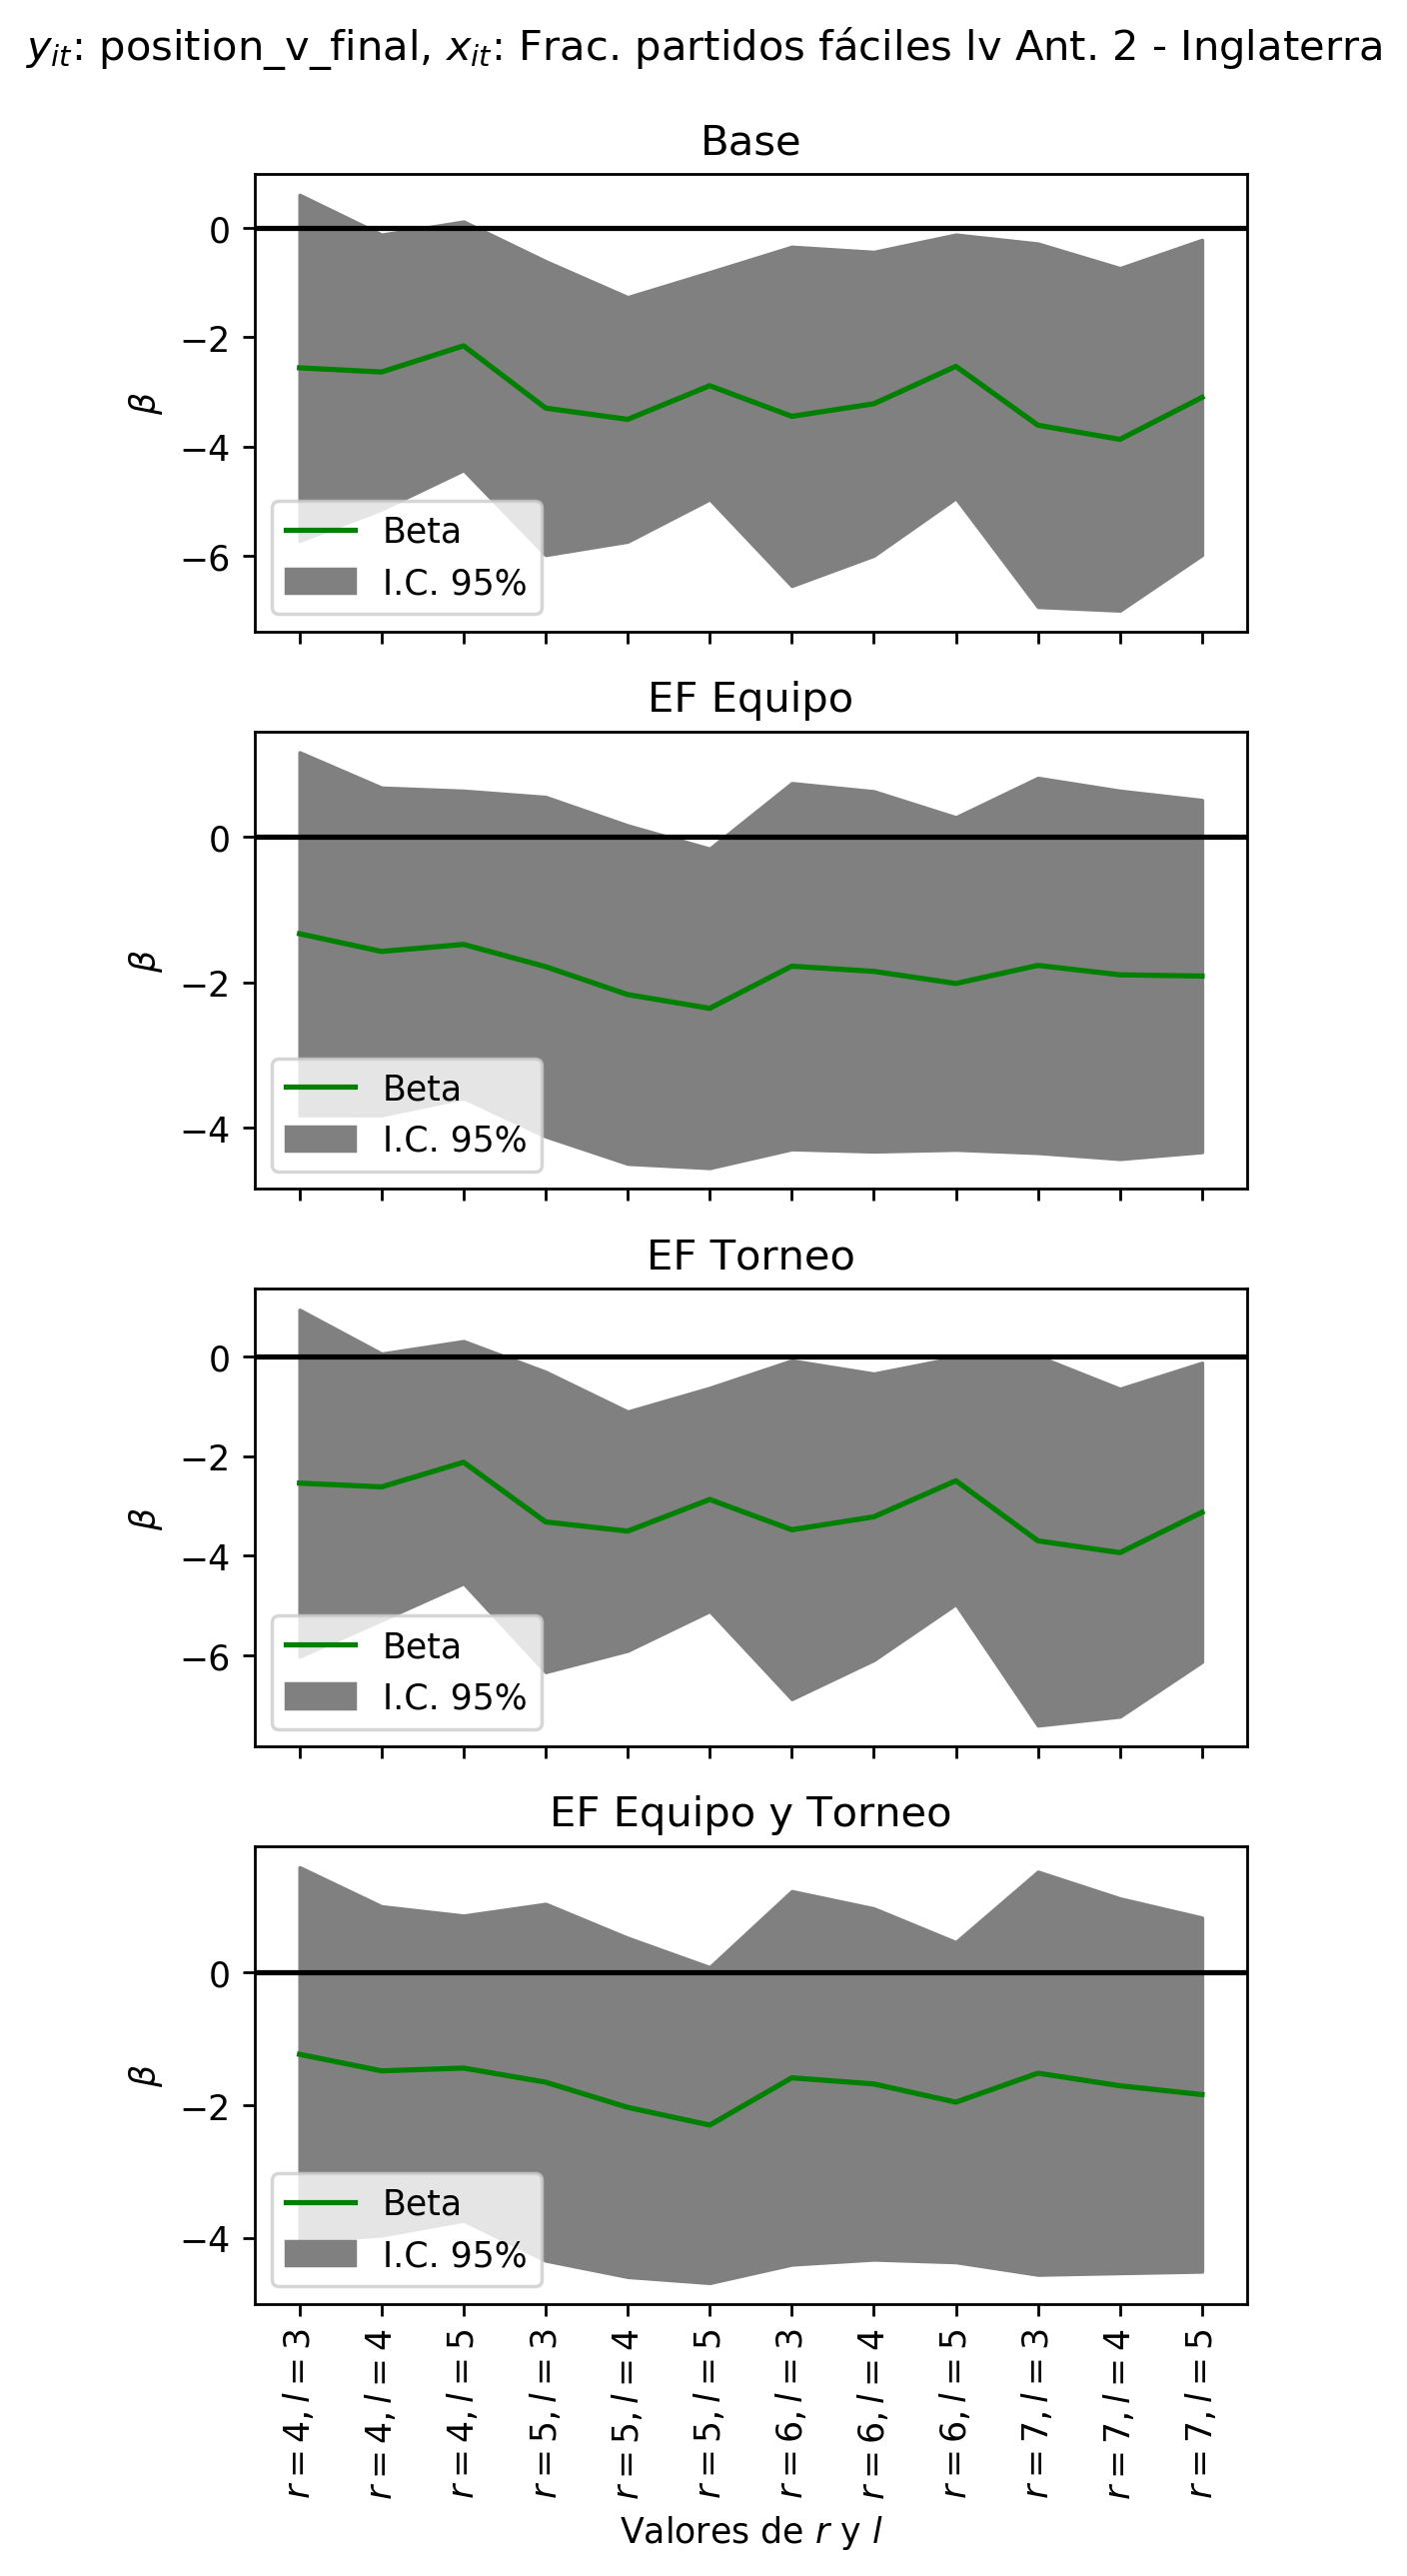 y_it: position_v_final, x_it: Frac. partidos fáciles lv Ant. 2 - Inglaterra
Base
0
−2
−4
−6
β
Beta
I.C. 95%
EF Equipo
0
−2
−4
β
Beta
I.C. 95%
EF Torneo
0
−2
−4
−6
β
Beta
I.C. 95%
EF Equipo y Torneo
0
−2
−4
β
Beta
I.C. 95%
r = 4, l = 3
r = 4, l = 4
r = 4, l = 5
r = 5, l = 3
r = 5, l = 4
r = 5, l = 5
r = 6, l = 3
r = 6, l = 4
r = 6, l = 5
r = 7, l = 3
r = 7, l = 4
r = 7, l = 5
Valores de r y l